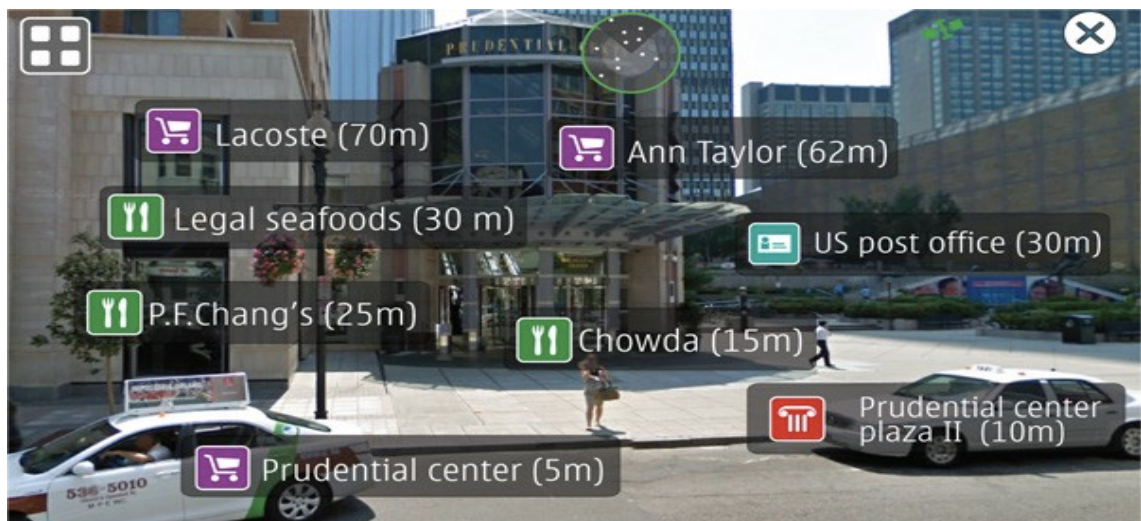 PRUDENTIAL
Lacoste (70m)
Ann Taylor (62m)
Legal seafoods (30 m)
US post office (30m)
P.F.Chang's (25m)
Chowda (15m)
Prudential center
plaza II (10m)
Prudential center (5m)
536-5010